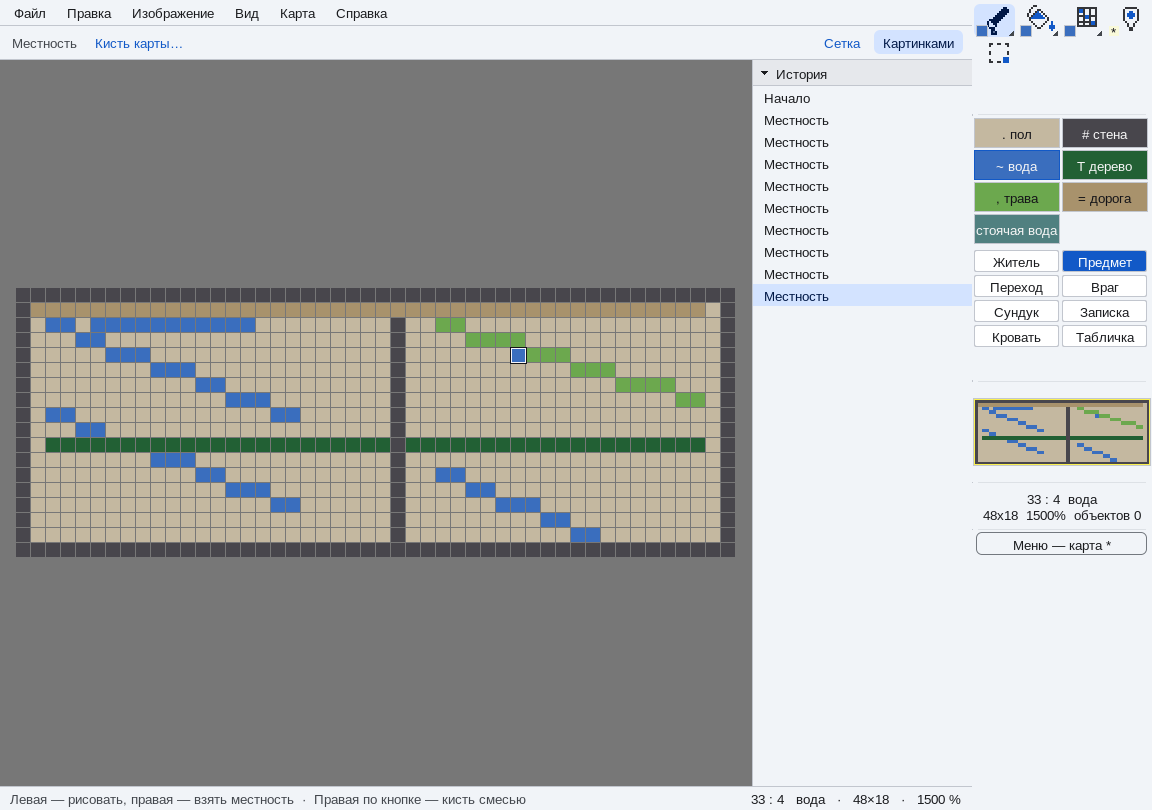 Файл Правка Изображение Вид Карта Справка
Местность Кисть карты… Сетка Картинками
История
Начало
Местность
Местность
Местность
Местность
Местность
Местность
Местность
Местность
Местность
*
. пол # стена
~ вода T дерево
, трава = дорога
стоячая вода
Житель Предмет
Переход Враг
Сундук Записка
Кровать Табличка
33 : 4 вода
48x18 1500% объектов 0
Меню — карта *
Левая — рисовать, правая — взять местность · Правая по кнопке — кисть смесью 33 : 4 вода · 48×18 · 1500 %